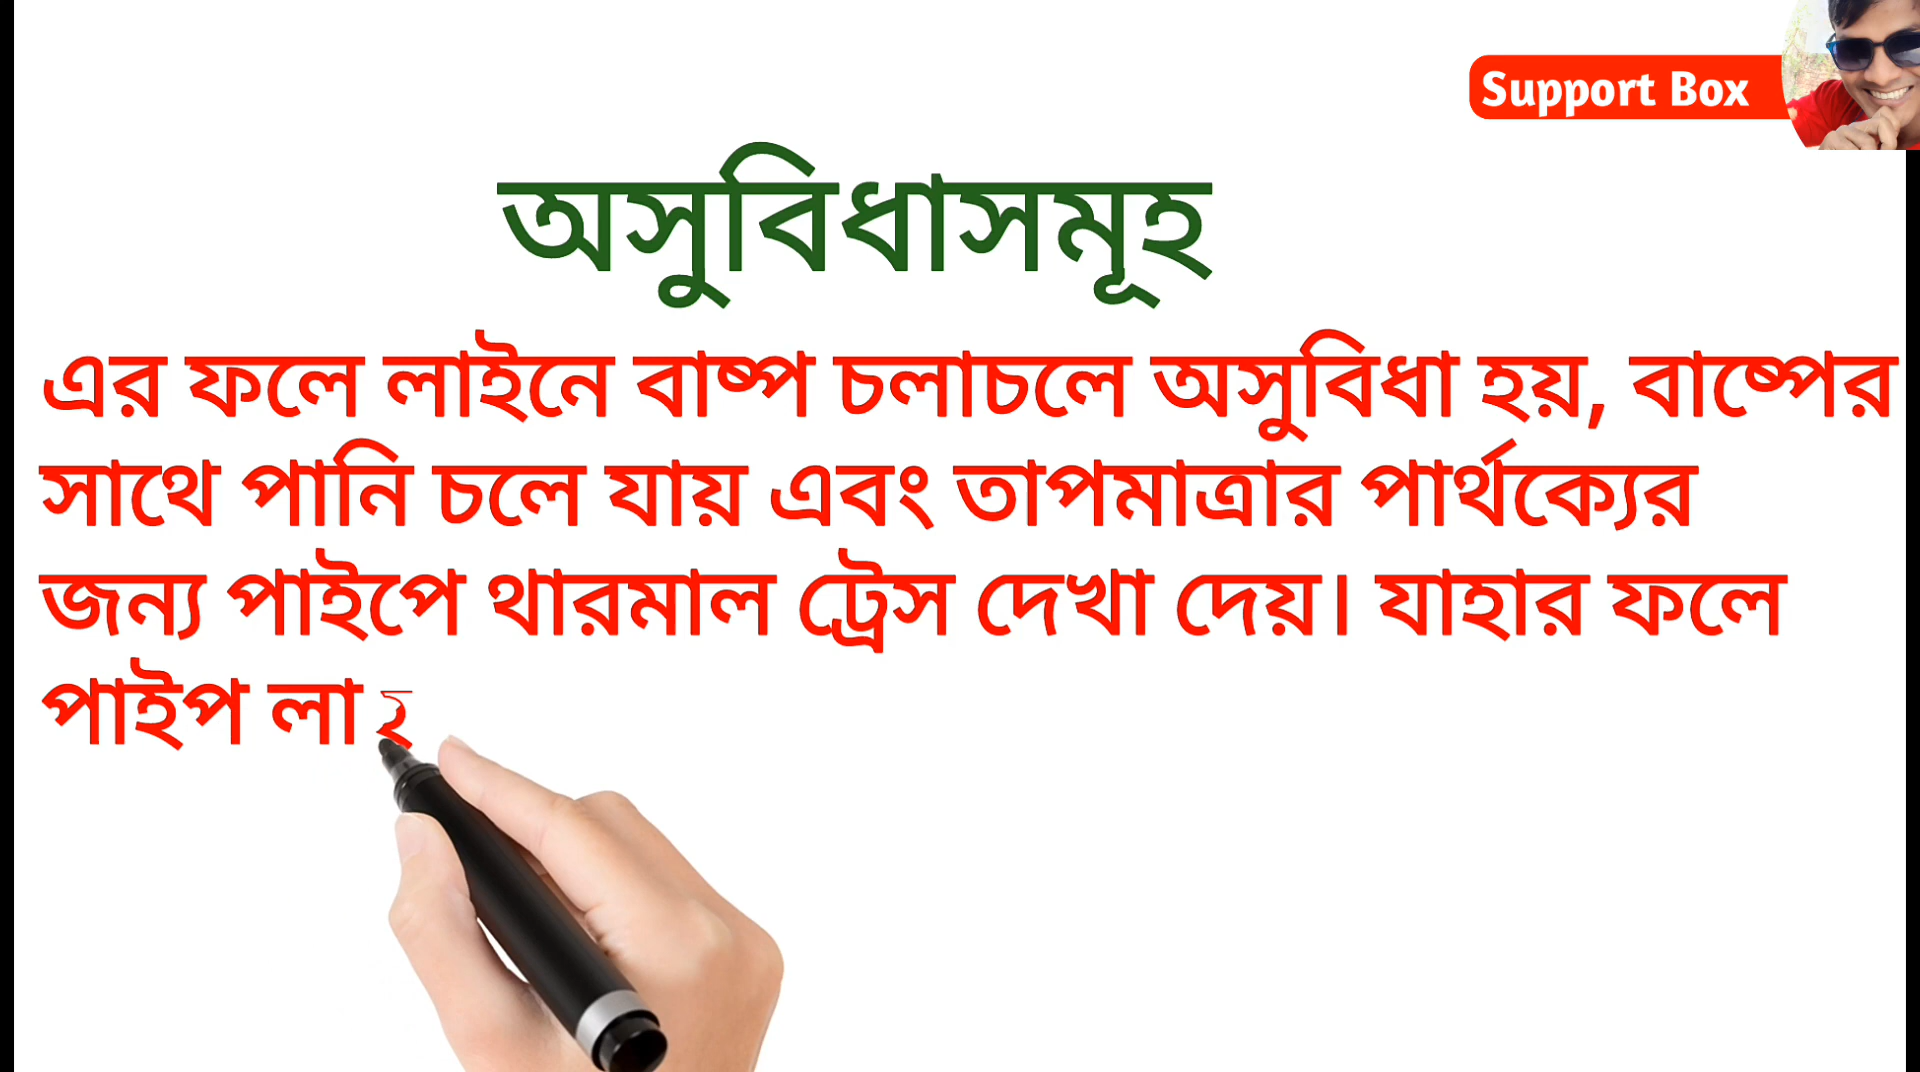 Support Box
অসুবিধাসমূহ
এর ফলে লাইনে বাষ্প চলাচলে অসুবিধা হয়, বাষ্পের
সাথে পানি চলে যায় এবং তাপমাত্রার পার্থক্যের
জন্য পাইপে থারমাল ট্রেস দেখা দেয়। যাহার ফলে
পাইপ লা